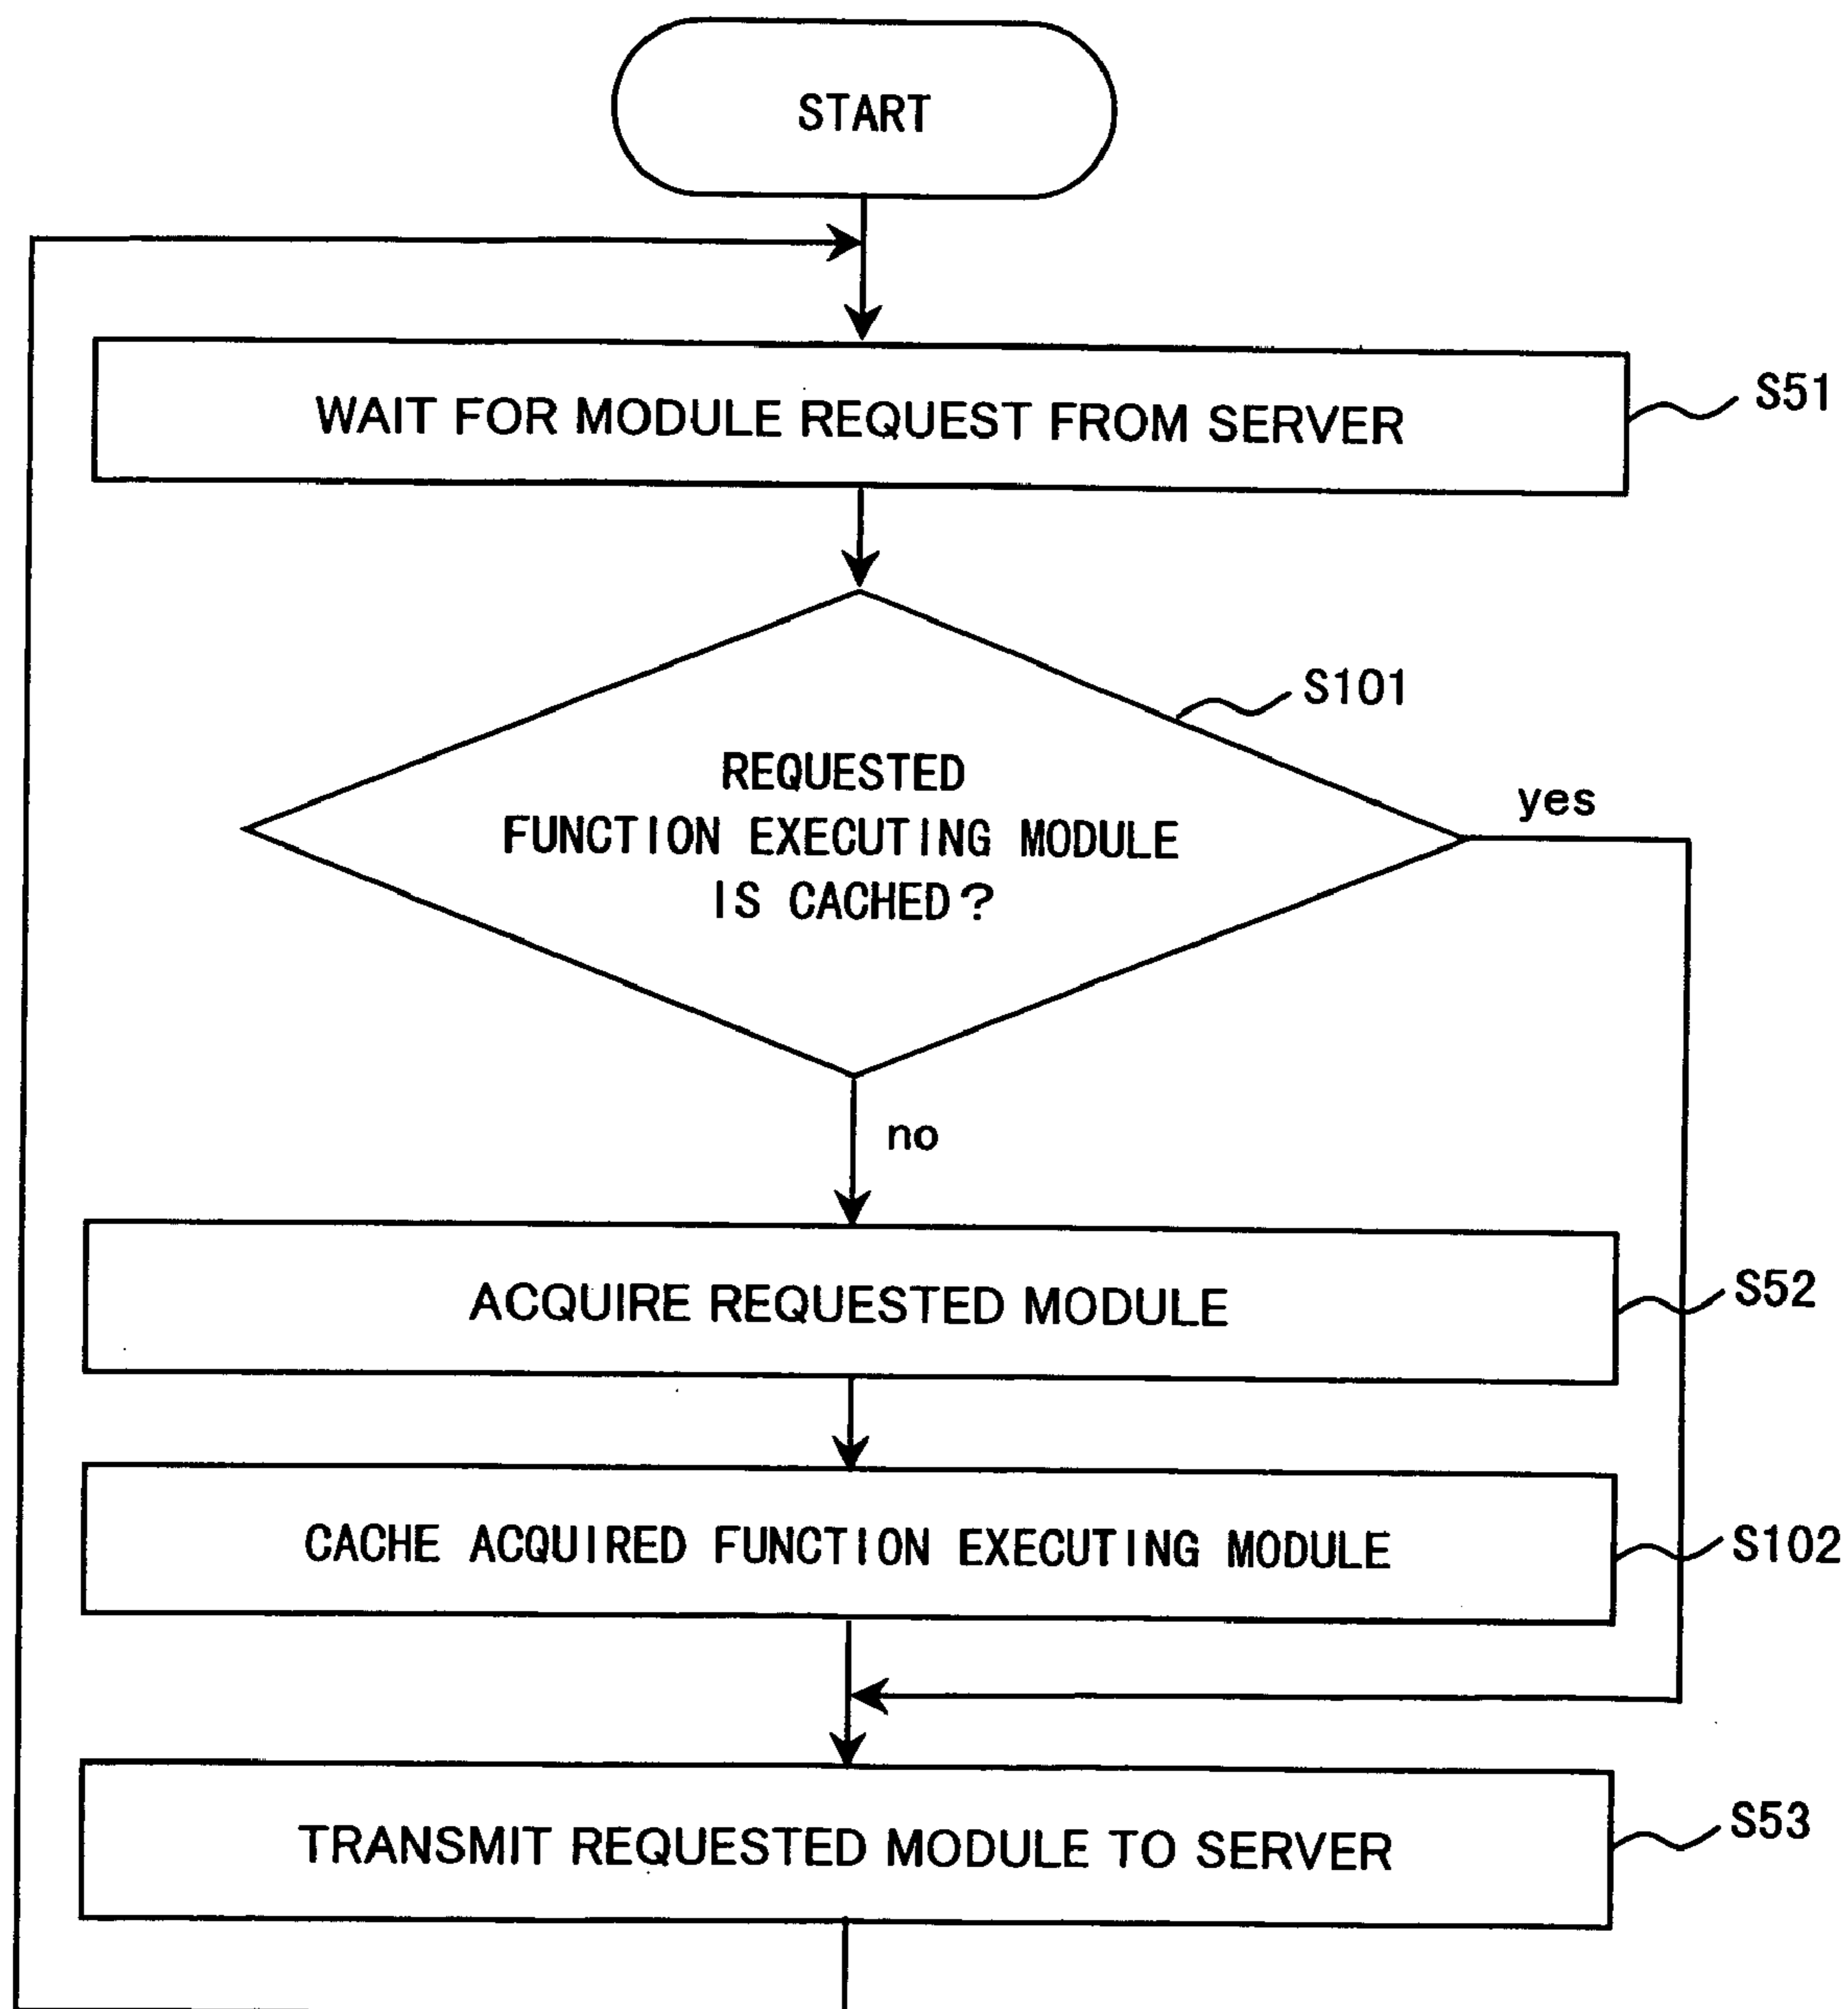 START
WAIT FOR MODULE REQUEST FROM SERVER
S51
S101
REQUESTED
FUNCTION EXECUTING MODULE
IS CACHED?
yes
no
ACQUIRE REQUESTED MODULE
S52
CACHE ACQUIRED FUNCTION EXECUTING MODULE
S102
TRANSMIT REQUESTED MODULE TO SERVER
S53